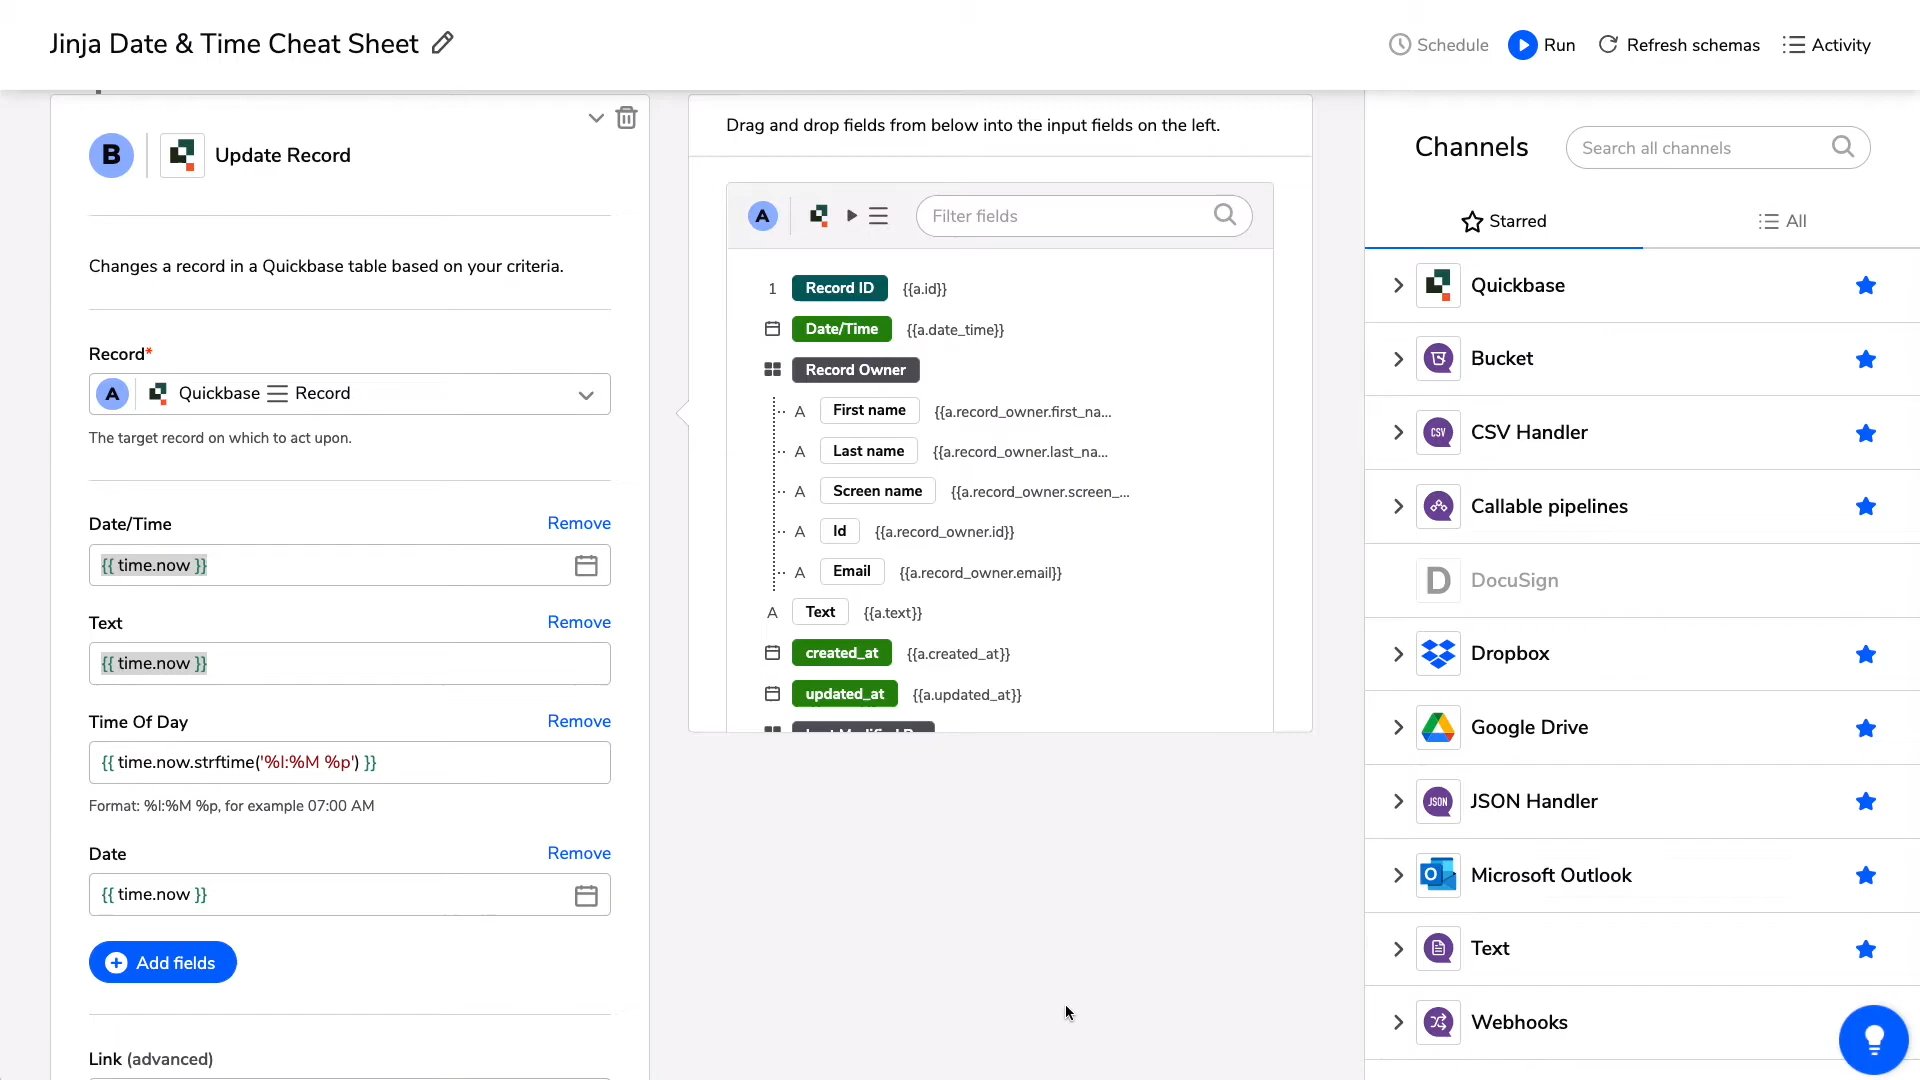 Jinja Date & Time Cheat Sheet
Schedule
Run
Refresh schemas
Activity
B
Update Record
Changes a record in a Quickbase table based on your criteria.
Record*
A Quickbase Record
The target record on which to act upon.
Date/Time Remove
{{ time.now }}
Text Remove
{{ time.now }}
Time Of Day Remove
{{ time.now.strftime('%I:%M %p') }}
Format: %I:%M %p, for example 07:00 AM
Date Remove
{{ time.now }}
Add fields
Link (advanced)
Drag and drop fields from below into the input fields on the left.
A Filter fields
1 Record ID {{a.id}}
Date/Time {{a.date_time}}
Record Owner
A First name {{a.record_owner.first_na...
A Last name {{a.record_owner.last_na...
A Screen name {{a.record_owner.screen_...
A Id {{a.record_owner.id}}
A Email {{a.record_owner.email}}
A Text {{a.text}}
created_at {{a.created_at}}
updated_at {{a.updated_at}}
Channels
Search all channels
Starred
All
Quickbase
Bucket
CSV CSV Handler
Callable pipelines
D DocuSign
Dropbox
Google Drive
JSON JSON Handler
O Microsoft Outlook
Text
Webhooks